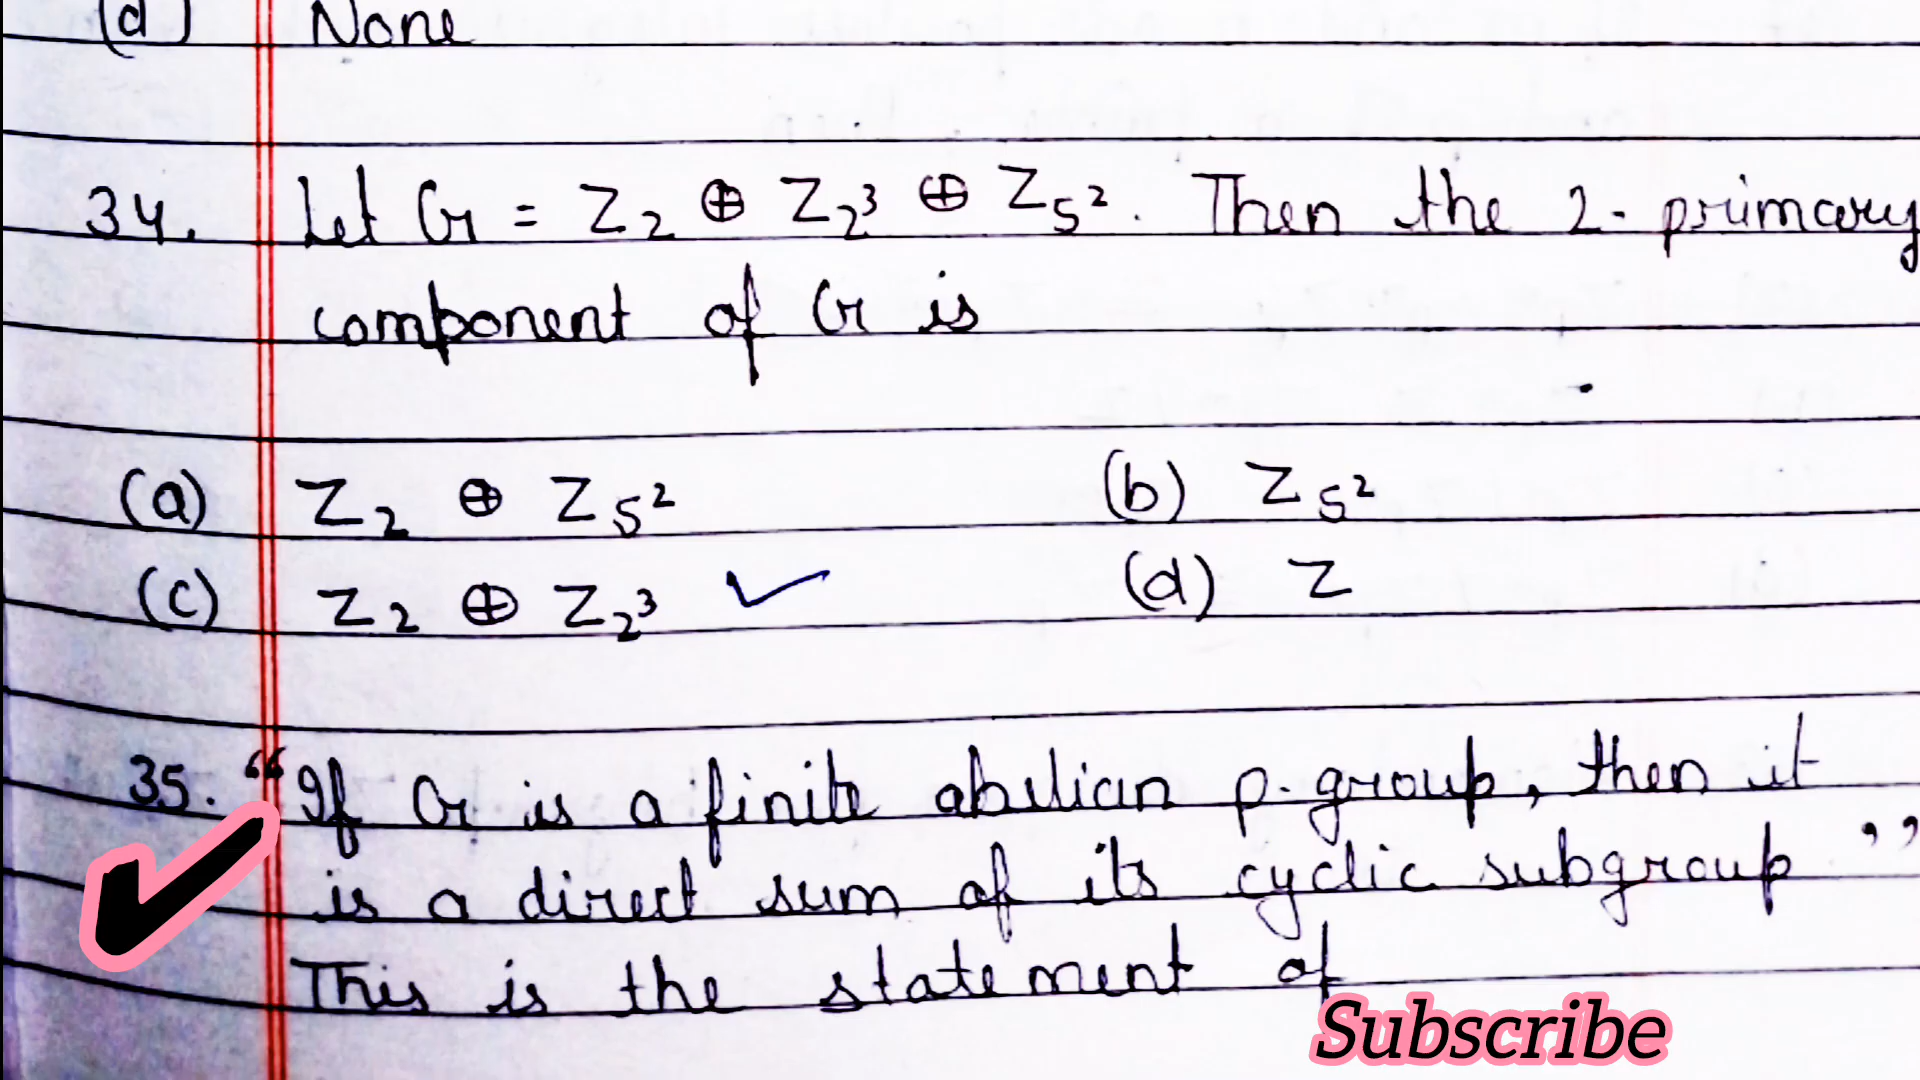 (d) None
34. Let G = Z₂ ⊕ Z₂³ ⊕ Z₅². Then the 2-primary
component of G is
(a) Z₂ ⊕ Z₅² (b) Z₅²
(c) Z₂ ⊕ Z₂³ ✓ (d) Z
35. “If G is a finite abelian p-group, then it
is a direct sum of its cyclic subgroup”
This is the statement of
Subscribe